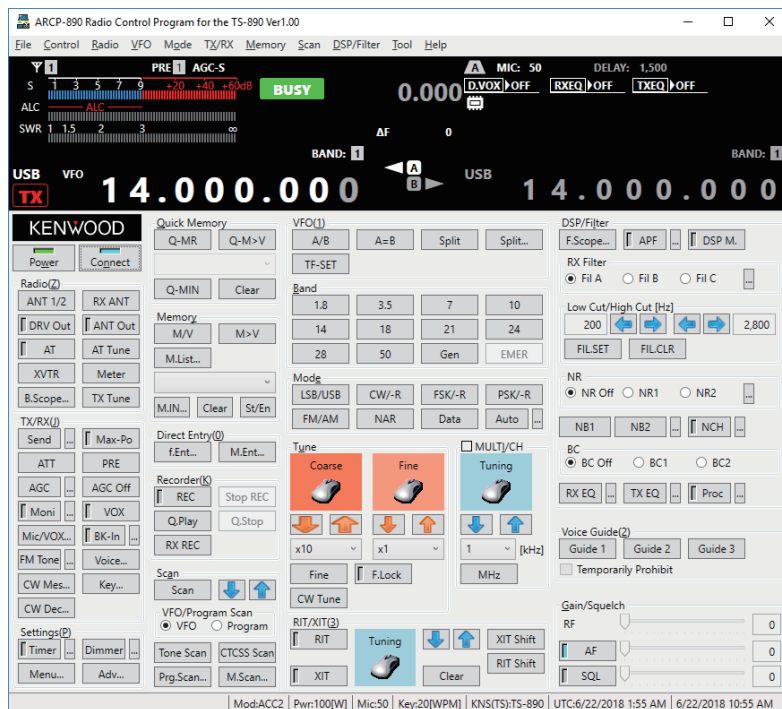 ARCP-890 Radio Control Program for the TS-890 Ver1.00
File Control Radio VFO Mode TX/RX Memory Scan DSP/Filter Tool Help
1 PRE 1 AGC-S A MIC: 50 DELAY: 1,500
S 1 3 5 7 9 +20 +40 +60dB BUSY 0.000 D.VOX OFF RXEQ OFF TXEQ OFF
ALC ALC
SWR 1 1.5 2 3 ∞ ΔF 0
BAND: 1 BAND: 1
USB VFO A B USB
TX 14.000.000 14.000.000
KENWOOD
Power Connect
Radio(Z)
ANT 1/2 RX ANT
DRV Out ANT Out
AT AT Tune
XVTR Meter
B.Scope... TX Tune
TX/RX(J)
Send ... Max-Po
ATT PRE
AGC ... AGC Off
Moni ... VOX
Mic/VOX... BK-In ...
FM Tone ... Voice...
CW Mes... Key...
CW Dec...
Settings(P)
Timer ... Dimmer ...
Menu... Adv...
Quick Memory
Q-MR Q-M>V
Q-MIN Clear
Memory
M/V M>V
M.List...
M.IN... Clear St/En
Direct Entry(0)
f.Ent... M.Ent...
Recorder(K)
REC Stop REC
Q.Play Q.Stop
RX REC
Scan
Scan
VFO/Program Scan
VFO Program
Tone Scan CTCSS Scan
Prg.Scan... M.Scan...
VFO(1)
A/B A=B Split Split...
TF-SET
Band
1.8 3.5 7 10
14 18 21 24
28 50 Gen EMER
Mode
LSB/USB CW/-R FSK/-R PSK/-R
FM/AM NAR Data Auto ...
Tune MULTI/CH
Coarse Fine Tuning
x10 x1 1 [kHz]
Fine F.Lock MHz
CW Tune
RIT/XIT(3)
RIT Tuning XIT Shift
RIT Shift
XIT Clear
DSP/Filter
F.Scope... APF ... DSP M.
RX Filter
Fil A Fil B Fil C ...
Low Cut/High Cut [Hz]
200 2,800
FIL.SET FIL.CLR
NR
NR Off NR1 NR2 ...
NB1 NB2 ... NCH ...
BC
BC Off BC1 BC2
RX EQ ... TX EQ ... Proc ...
Voice Guide(2)
Guide 1 Guide 2 Guide 3
Temporarily Prohibit
Gain/Squelch
RF 0
AF 0
SQL 0
Mod:ACC2 Pwr:100[W] Mic:50 Key:20[WPM] KNS(TS):TS-890 UTC:6/22/2018 1:55 AM 6/22/2018 10:55 AM